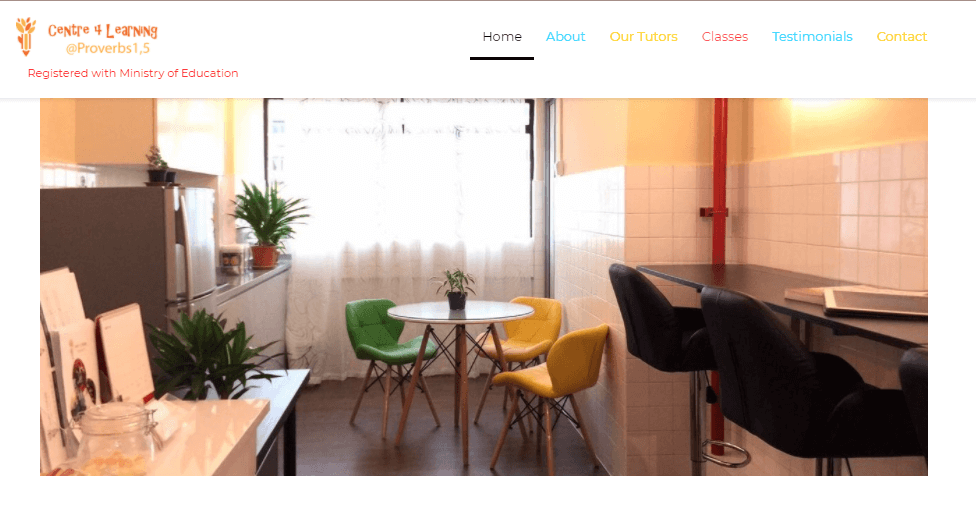 Centre 4 Learning
@Proverbs1,5
Registered with Ministry of Education
Home About Our Tutors Classes Testimonials Contact